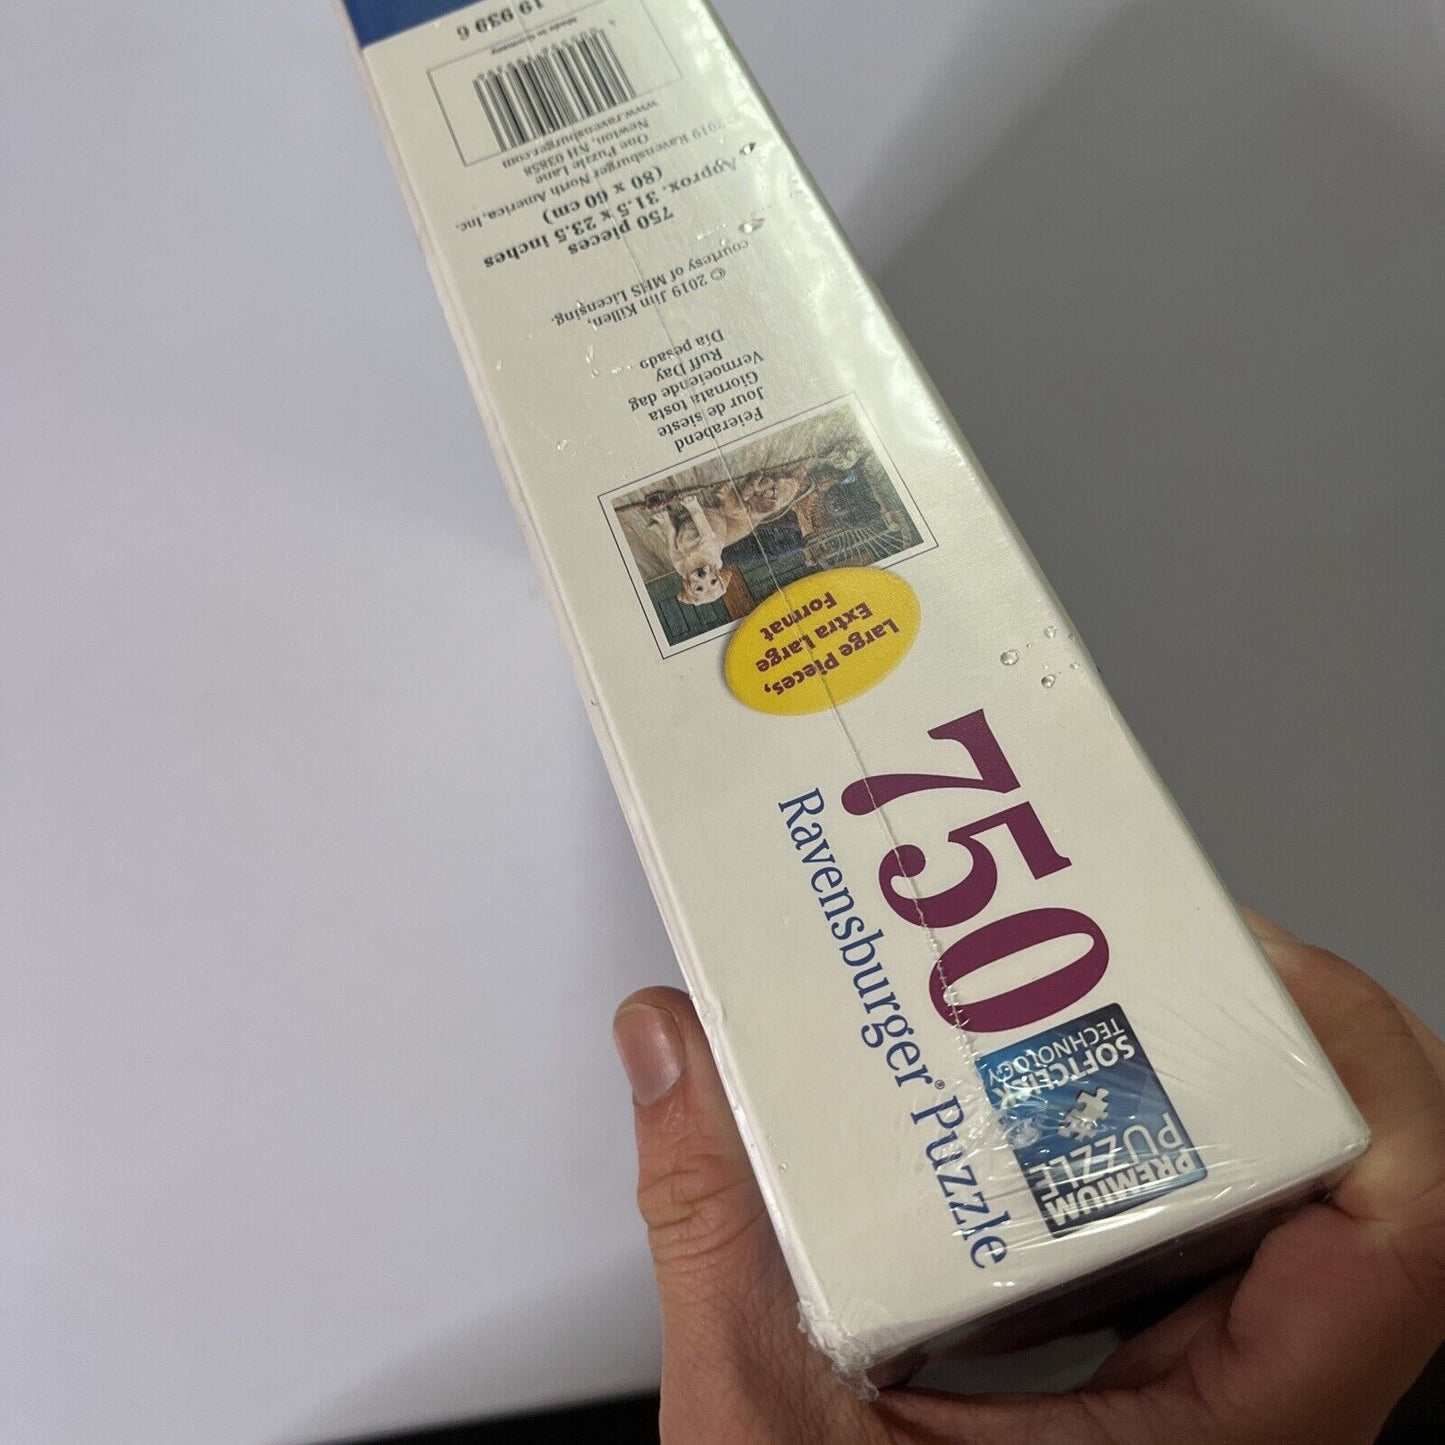 750
Ravensburger® Puzzle
PREMIUM
PUZZLE
SOFTCLICK
TECHNOLOGY
Large Pieces,
Extra Large
Format
Feierabend
Jour de sieste
Giornata tosta
Vermoeiende dag
Ruff Day
Día pesado
© 2019 Jim Killen,
courtesy of MHS Licensing.
750 pieces
Approx. 31.5 x 23.5 inches
(80 x 60 cm)
©2019 Ravensburger North America, Inc.
One Puzzle Lane
Newton, NH 03858
www.ravensburger.com
Made in Germany
19 939 6